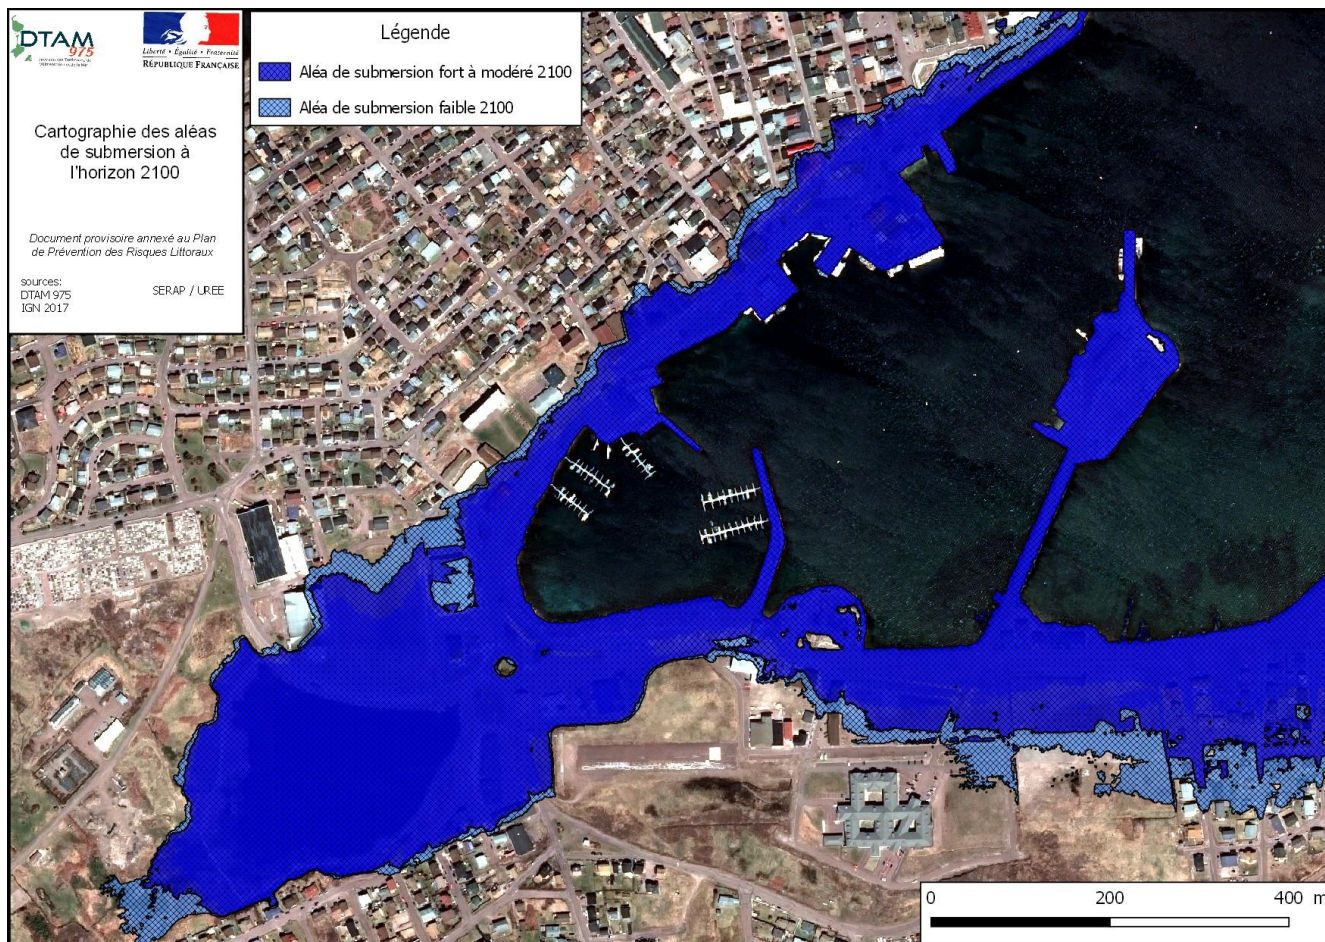 DTAM
975
Liberté • Égalité • Fraternité
RÉPUBLIQUE FRANÇAISE
Cartographie des aléas
de submersion à
l'horizon 2100
Document provisoire annexé au Plan
de Prévention des Risques Littoraux
sources:
DTAM 975
IGN 2017
SERAP / UREE
Légende
Aléa de submersion fort à modéré 2100
Aléa de submersion faible 2100
0 200 400 m